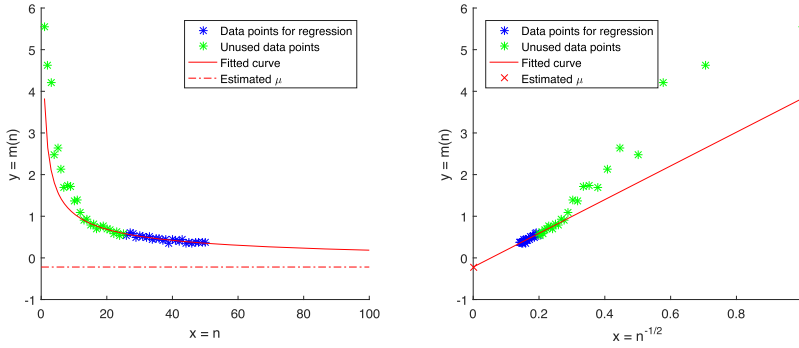 6
5
4
3
2
1
0
-1
0 20 40 60 80 100
x = n
y = m(n)
Data points for regression
Unused data points
Fitted curve
Estimated μ
6
5
4
3
2
1
0
-1
0 0.2 0.4 0.6 0.8
x = n^-1/2
y = m(n)
Data points for regression
Unused data points
Fitted curve
Estimated μ